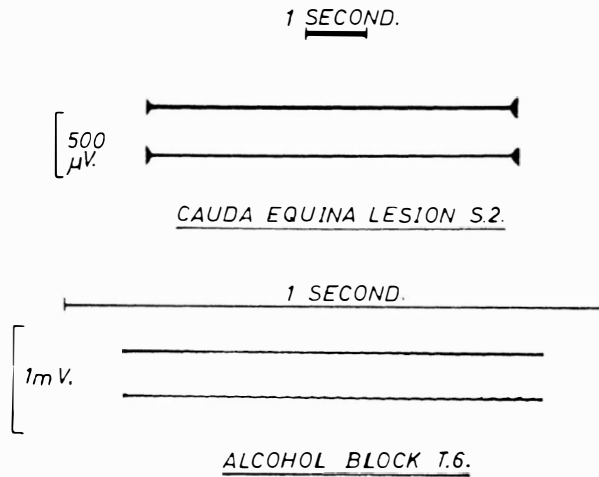 1 SECOND.
500
µV.
CAUDA EQUINA LESION S.2.
1 SECOND.
1mV.
ALCOHOL BLOCK T.6.